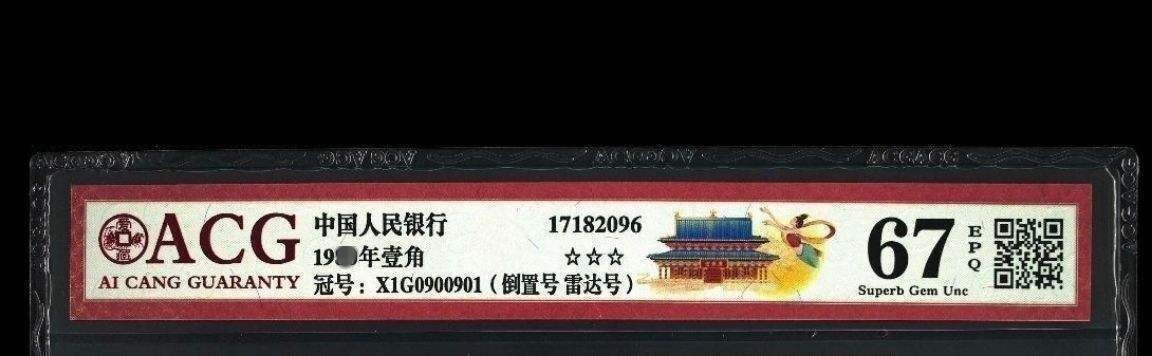 ACG
AI CANG GUARANTY
中国人民银行
17182096
19 年壹角
☆☆☆
冠号：X1G0900901（倒置号 雷达号）
67
EPQ
Superb Gem Unc